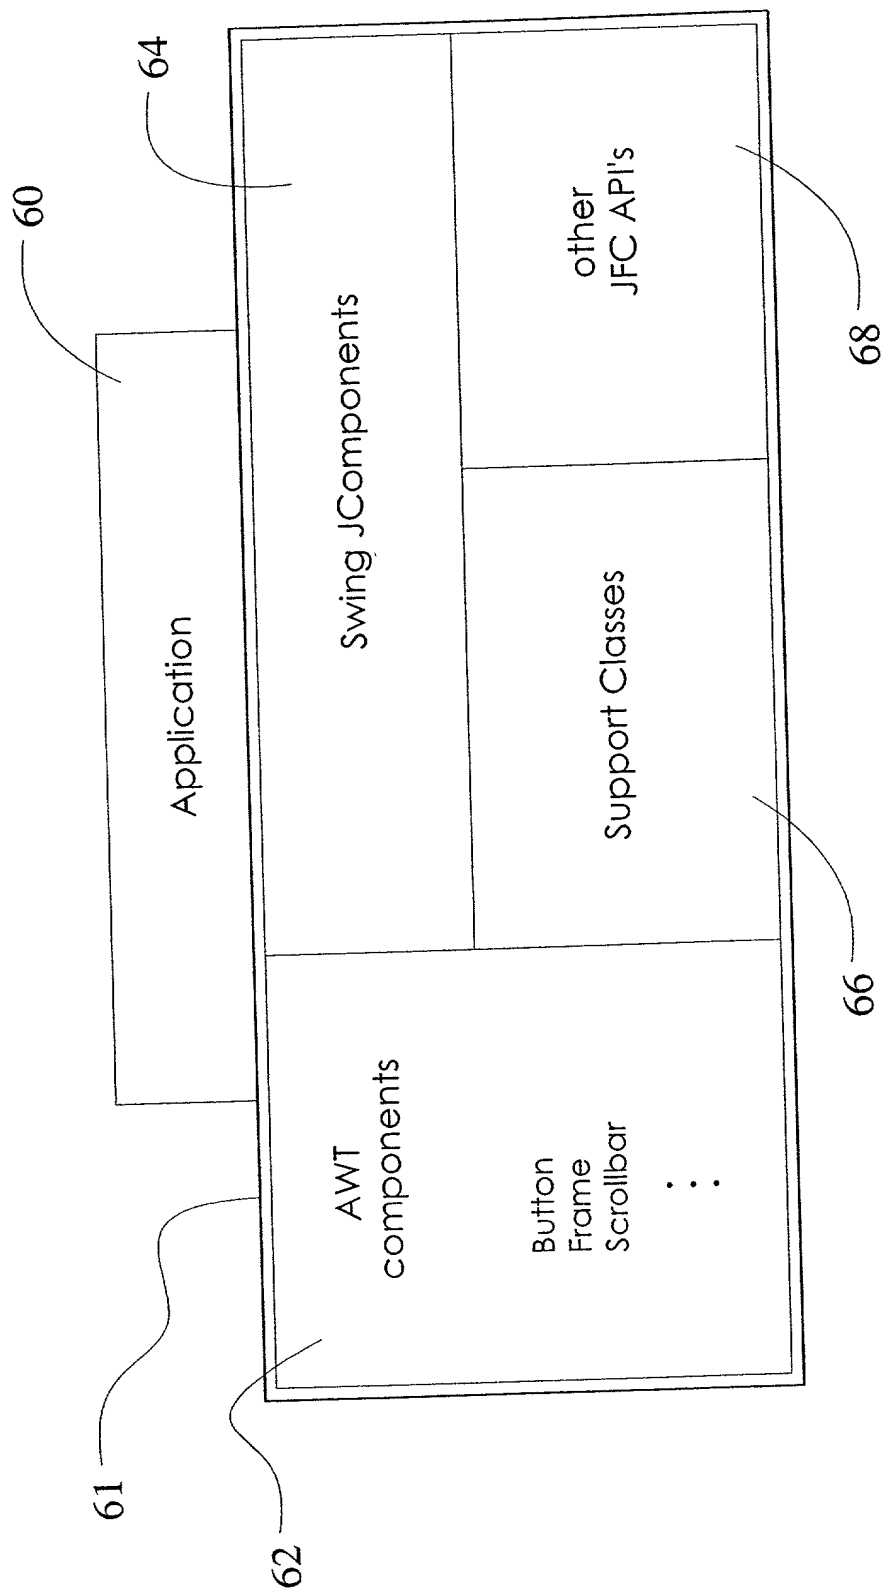 60
64
61
62
Application
AWT
components
Button
Frame
Scrollbar
Swing JComponents
Support Classes
other
JFC API's
66
68